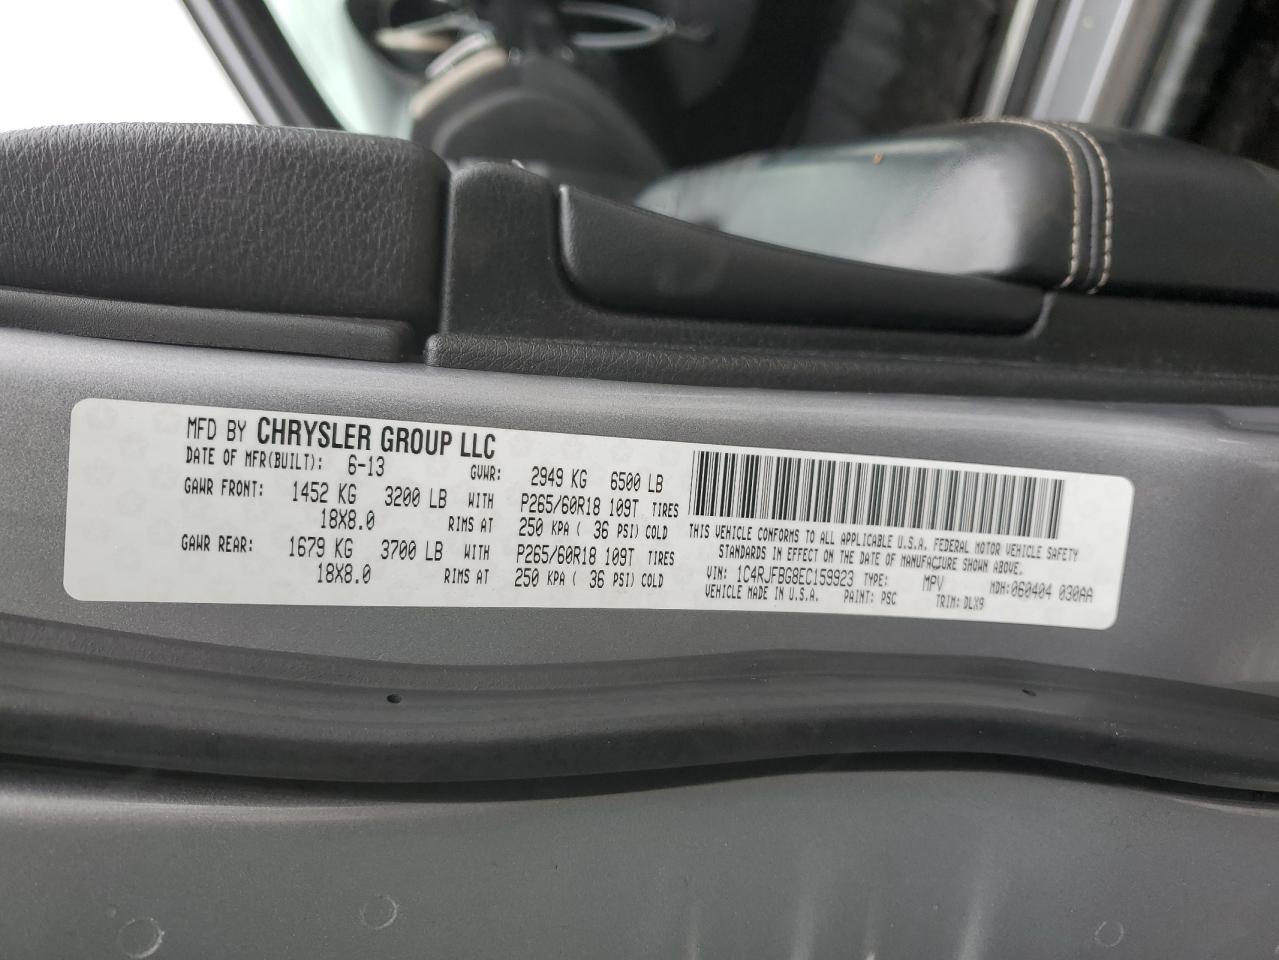 MFD BY CHRYSLER GROUP LLC
DATE OF MFR(BUILT): 6-13 GVWR: 2949 KG 6500 LB
GAWR FRONT: 1452 KG 3200 LB WITH P265/60R18 109T TIRES
18X8.0 RIMS AT 250 KPA ( 36 PSI) COLD
GAWR REAR: 1679 KG 3700 LB WITH P265/60R18 109T TIRES
18X8.0 RIMS AT 250 KPA ( 36 PSI) COLD
THIS VEHICLE CONFORMS TO ALL APPLICABLE U.S.A. FEDERAL MOTOR VEHICLE SAFETY
STANDARDS IN EFFECT ON THE DATE OF MANUFACTURE SHOWN ABOVE.
VIN: 1C4RJFBG8EC159923 TYPE: MPV MDH:060404 030AA
VEHICLE MADE IN U.S.A. PAINT: PSC TRIM: DLX9